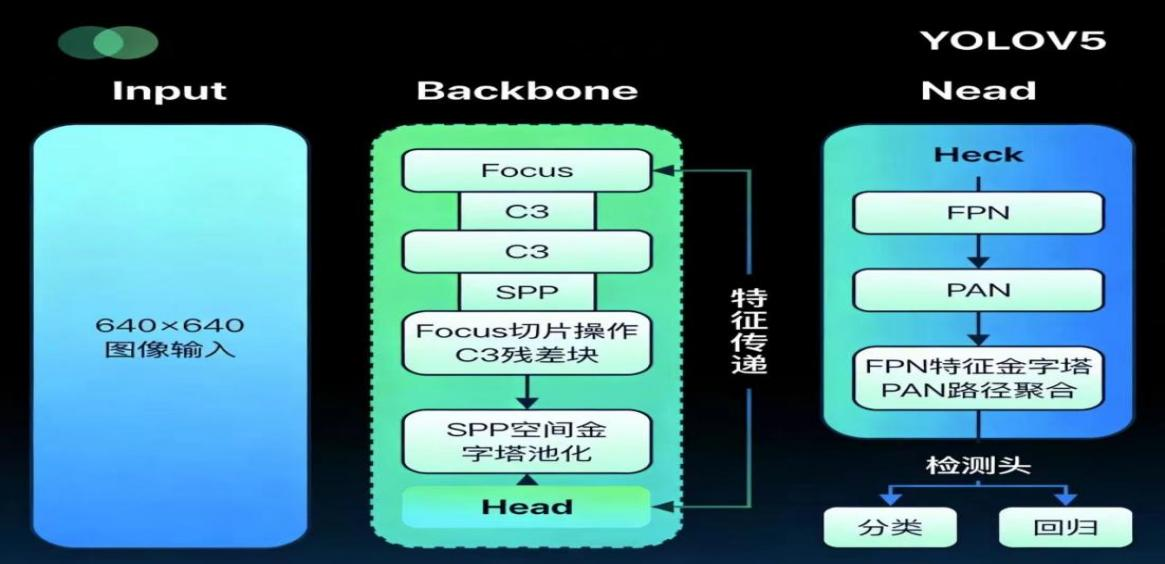 YOLOV5
Input
Backbone
Nead
640×640
图像输入
Focus
C3
C3
SPP
Focus切片操作
C3残差块
SPP空间金
字塔池化
Head
特征传递
Heck
FPN
PAN
FPN特征金字塔
PAN路径聚合
检测头
分类
回归